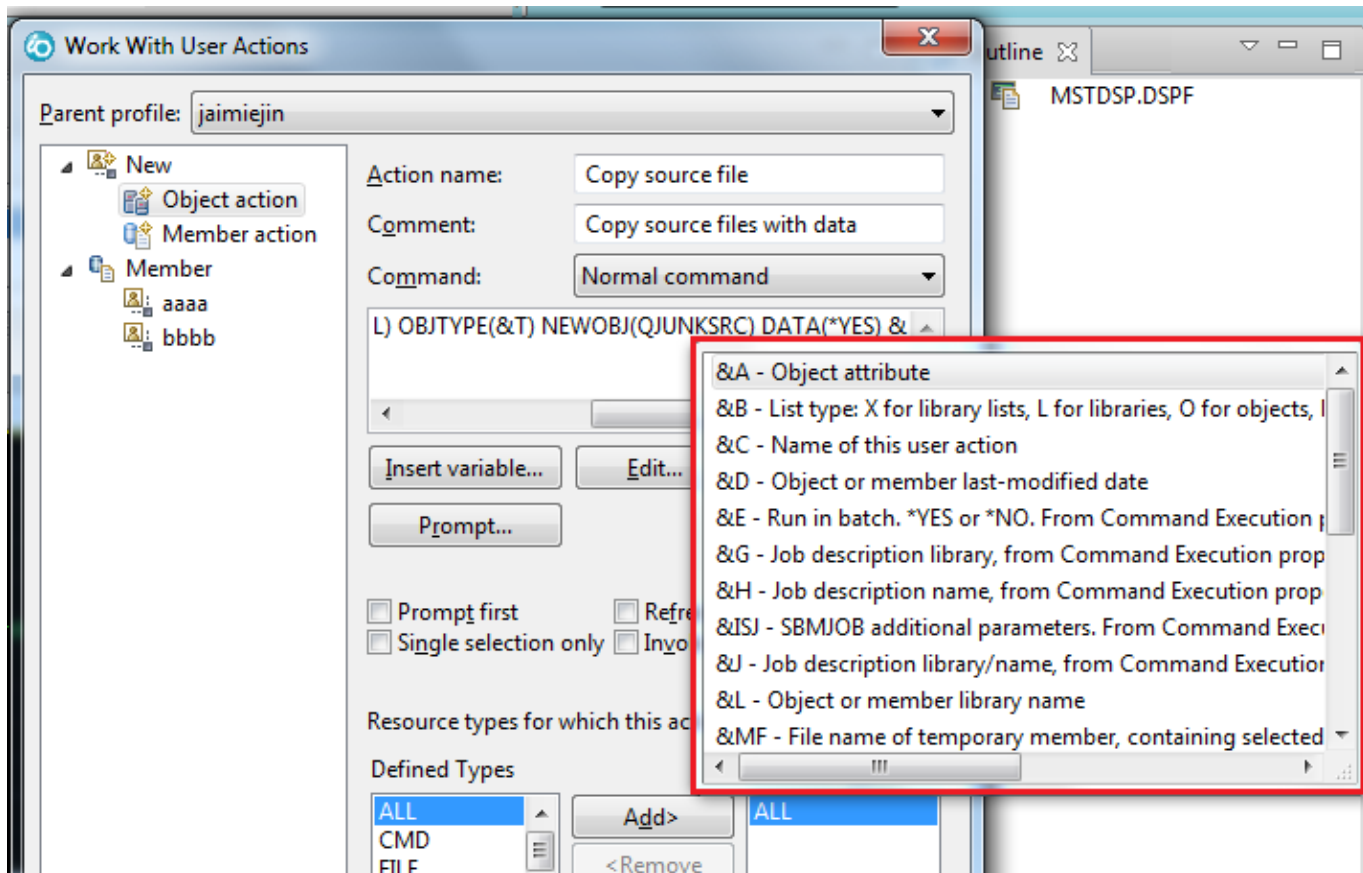 Work With User Actions
utline
Parent profile: jaimiejin
MSTDSP.DSPF
New
Object action
Member action
Member
aaaa
bbbb
Action name: Copy source file
Comment: Copy source files with data
Command: Normal command
L) OBJTYPE(&T) NEWOBJ(QJUNKSRC) DATA(*YES) &
Insert variable... Edit...
Prompt...
&A - Object attribute
&B - List type: X for library lists, L for libraries, O for objects,
&C - Name of this user action
&D - Object or member last-modified date
&E - Run in batch. *YES or *NO. From Command Execution
&G - Job description library, from Command Execution prop
&H - Job description name, from Command Execution prop
&ISJ - SBMJOB additional parameters. From Command Exec
&J - Job description library/name, from Command Execution
&L - Object or member library name
&MF - File name of temporary member, containing selected
Prompt first Refre
Single selection only Invo
Resource types for which this ac
Defined Types
ALL
CMD
FILE
Add>
<Remove
ALL